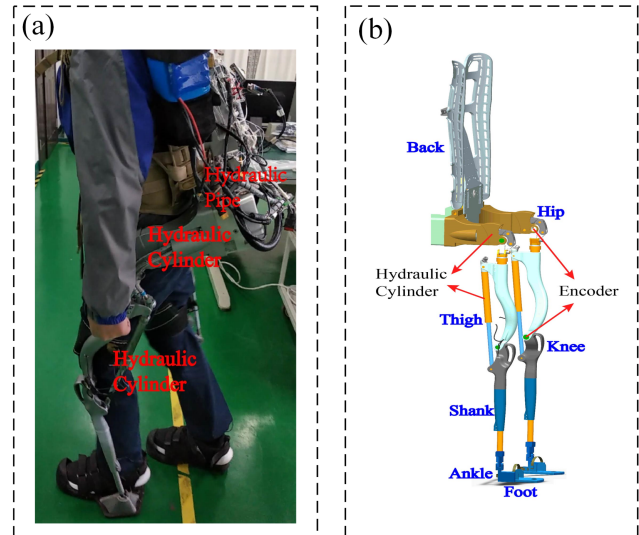 (a)
Hydraulic
Pipe
Hydraulic
Cylinder
Hydraulic
Cylinder
(b)
Back
Hip
Hydraulic
Cylinder
Encoder
Thigh
Knee
Shank
Ankle
Foot